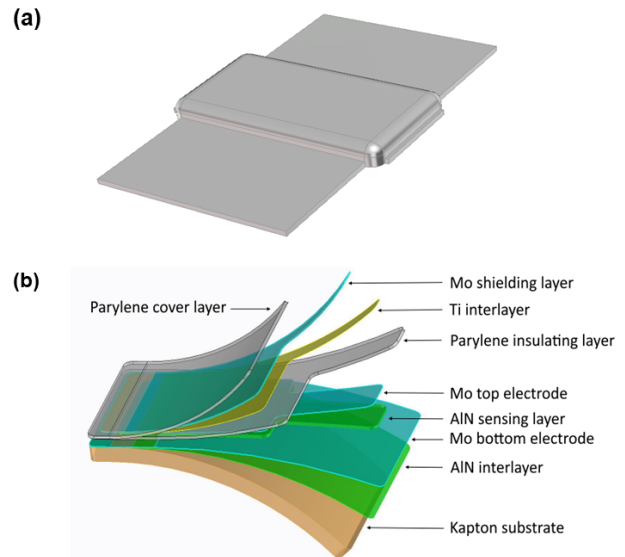 (a)
(b)
Mo shielding layer
Parylene cover layer
Ti interlayer
Parylene insulating layer
Mo top electrode
AlN sensing layer
Mo bottom electrode
AlN interlayer
Kapton substrate